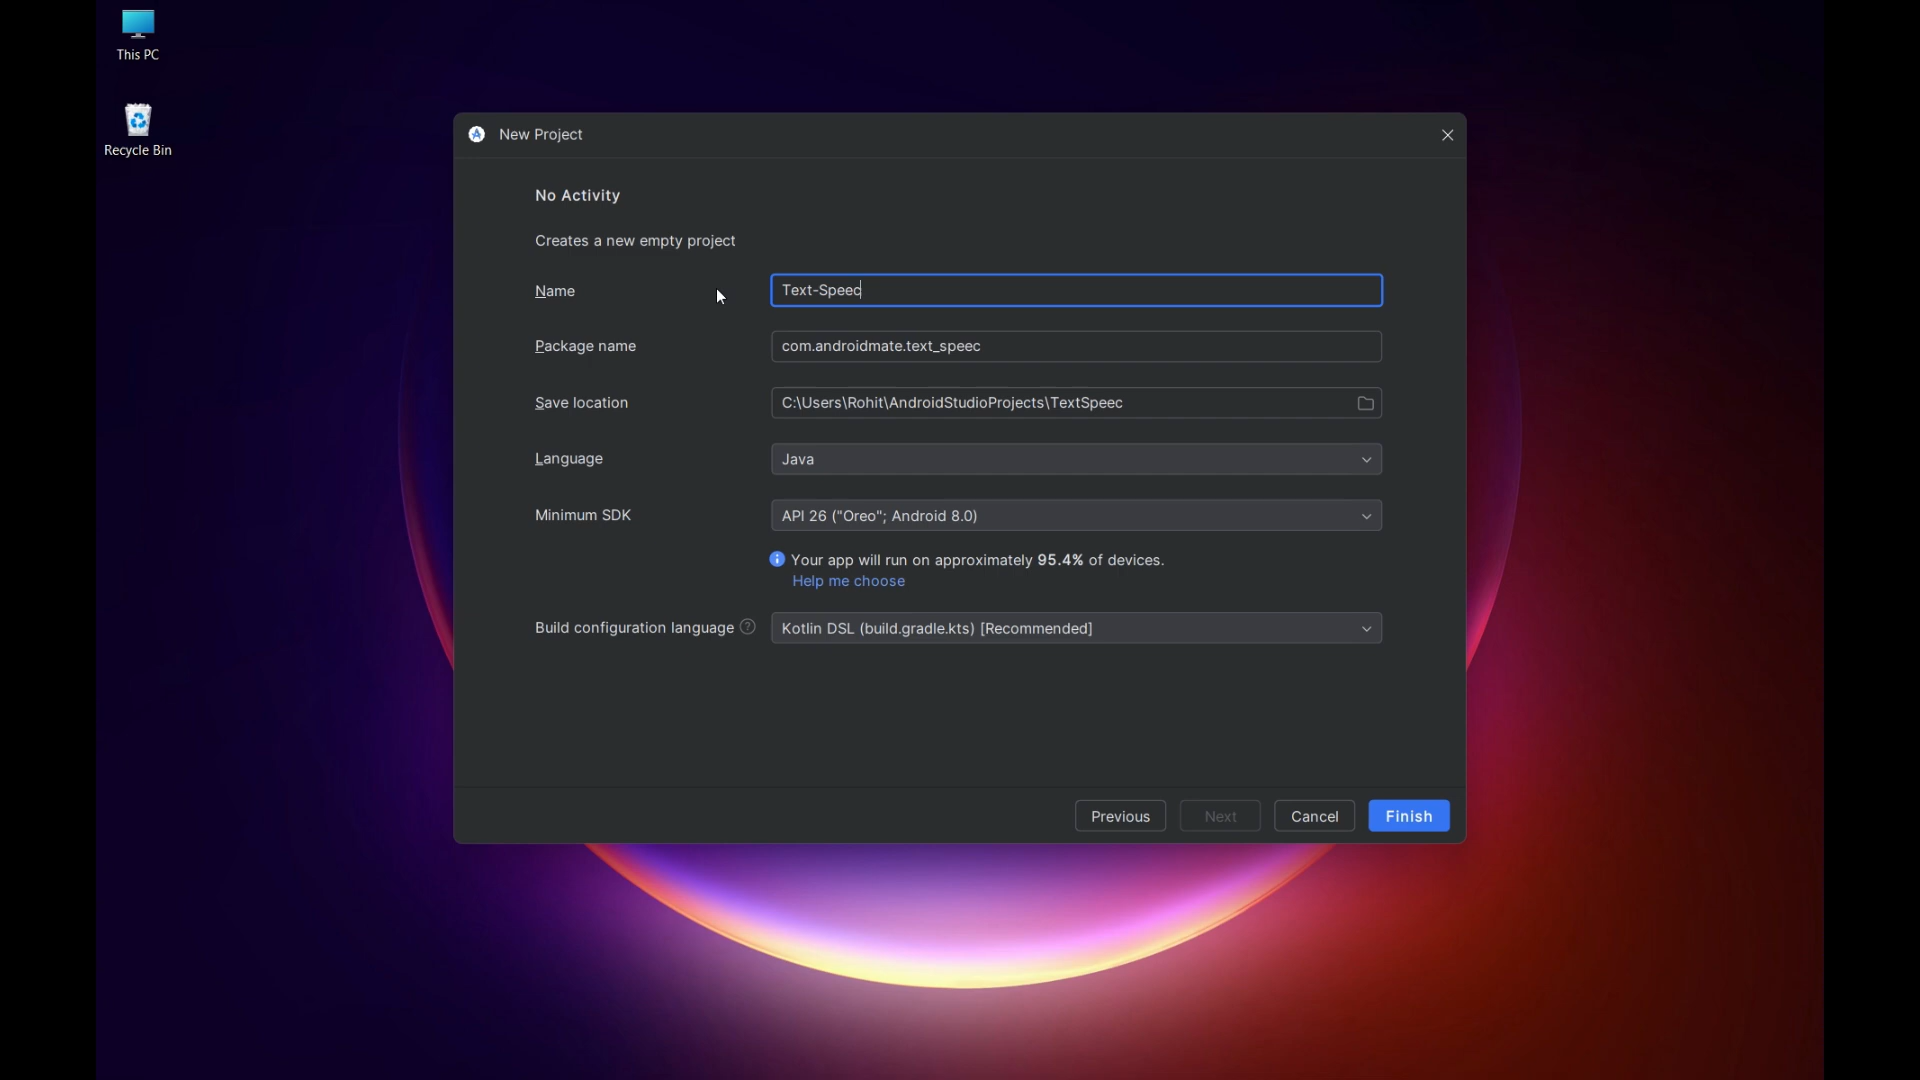 This PC
Recycle Bin
New Project
No Activity
Creates a new empty project
Name
Text-Speec
Package name
com.androidmate.text_speec
Save location
C:\Users\Rohit\AndroidStudioProjects\TextSpeec
Language
Java
Minimum SDK
API 26 ("Oreo"; Android 8.0)
Your app will run on approximately 95.4% of devices.
Help me choose
Build configuration language
Kotlin DSL (build.gradle.kts) [Recommended]
Previous
Next
Cancel
Finish